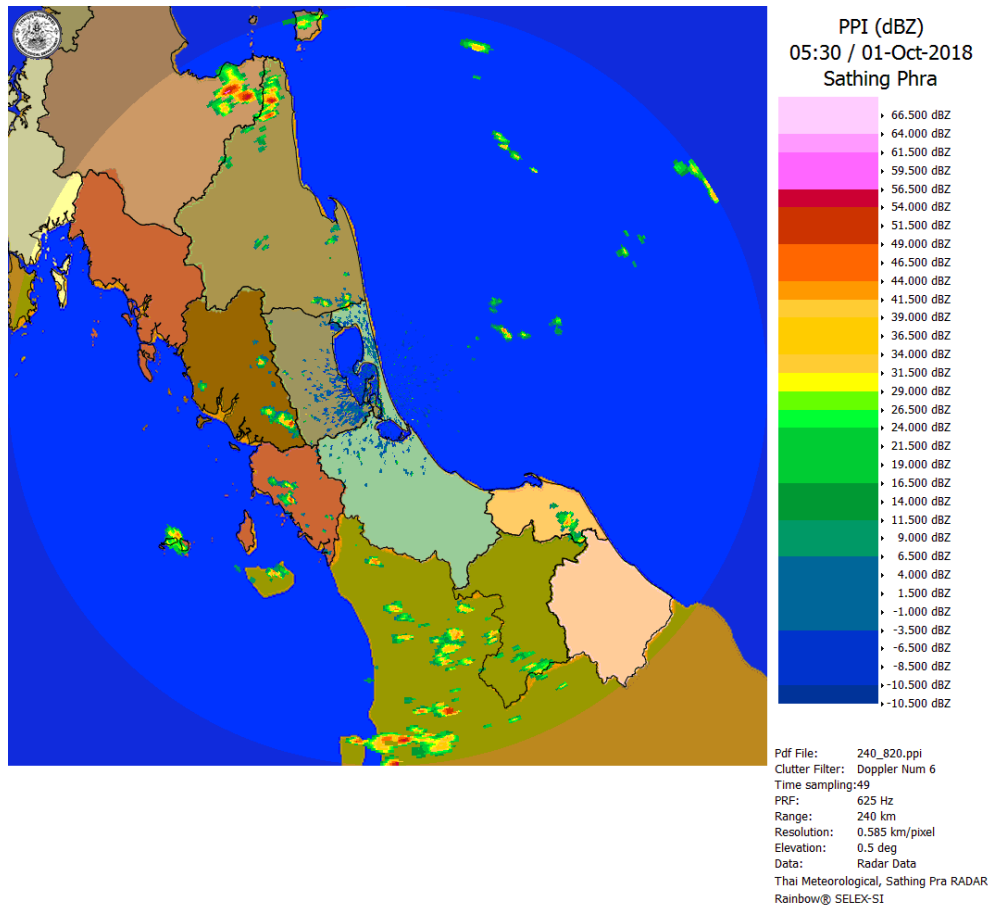 PPI (dBZ)
05:30 / 01-Oct-2018
Sathing Phra
66.500 dBZ
64.000 dBZ
61.500 dBZ
59.500 dBZ
56.500 dBZ
54.000 dBZ
51.500 dBZ
49.000 dBZ
46.500 dBZ
44.000 dBZ
41.500 dBZ
39.000 dBZ
36.500 dBZ
34.000 dBZ
31.500 dBZ
29.000 dBZ
26.500 dBZ
24.000 dBZ
21.500 dBZ
19.000 dBZ
16.500 dBZ
14.000 dBZ
11.500 dBZ
9.000 dBZ
6.500 dBZ
4.000 dBZ
1.500 dBZ
-1.000 dBZ
-3.500 dBZ
-6.500 dBZ
-8.500 dBZ
-10.500 dBZ
-10.500 dBZ
Pdf File: 240_820.ppi
Clutter Filter: Doppler Num 6
Time sampling:49
PRF: 625 Hz
Range: 240 km
Resolution: 0.585 km/pixel
Elevation: 0.5 deg
Data: Radar Data
Thai Meteorological, Sathing Pra RADAR
Rainbow® SELEX-SI